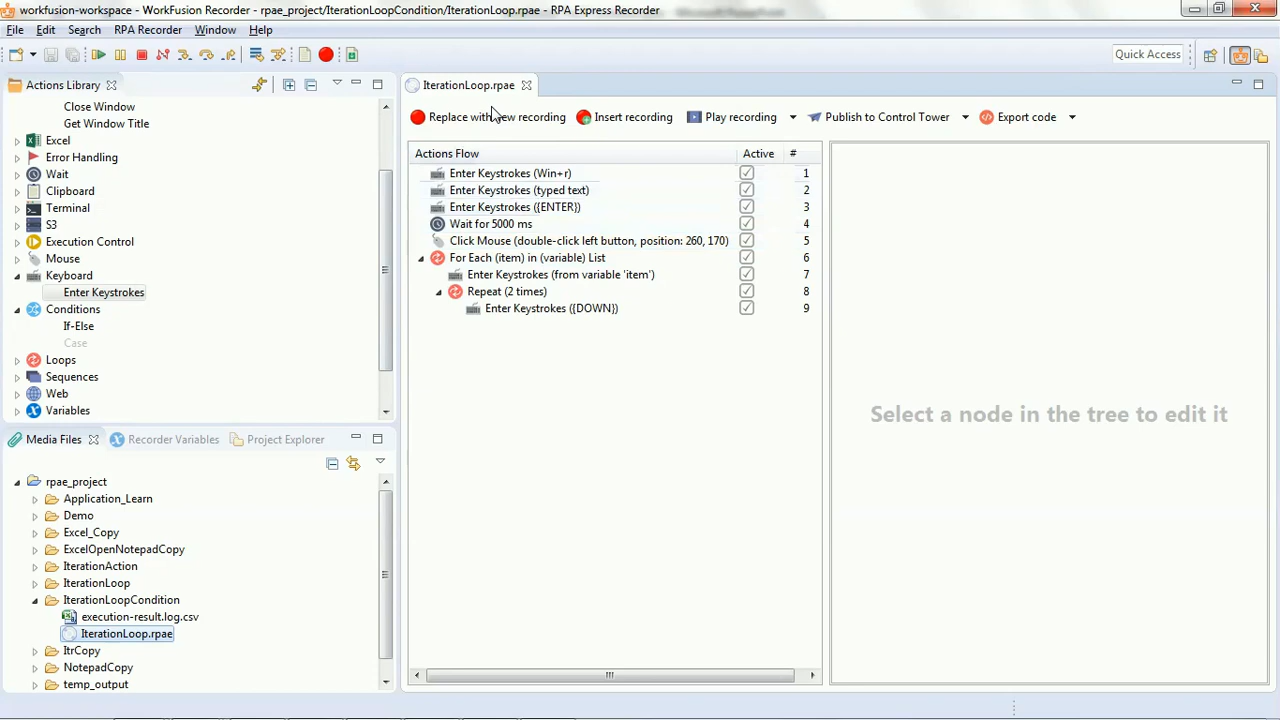 workfusion-workspace - WorkFusion Recorder - rpae_project/IterationLoopCondition/IterationLoop.rpae - RPA Express Recorder
File Edit Search RPA Recorder Window Help
Quick Access
Actions Library
Close Window
Get Window Title
Excel
Error Handling
Wait
Clipboard
Terminal
S3
Execution Control
Mouse
Keyboard
Enter Keystrokes
Conditions
If-Else
Case
Loops
Sequences
Web
Variables
Media Files Recorder Variables Project Explorer
rpae_project
Application_Learn
Demo
Excel_Copy
ExcelOpenNotepadCopy
IterationAction
IterationLoop
IterationLoopCondition
execution-result.log.csv
IterationLoop.rpae
ItrCopy
NotepadCopy
temp_output
IterationLoop.rpae
Replace with new recording Insert recording Play recording Publish to Control Tower Export code
Actions Flow Active #
Enter Keystrokes (Win+r) 1
Enter Keystrokes (typed text) 2
Enter Keystrokes ({ENTER}) 3
Wait for 5000 ms 4
Click Mouse (double-click left button, position: 260, 170) 5
For Each (item) in (variable) List 6
Enter Keystrokes (from variable 'item') 7
Repeat (2 times) 8
Enter Keystrokes ({DOWN}) 9
Select a node in the tree to edit it